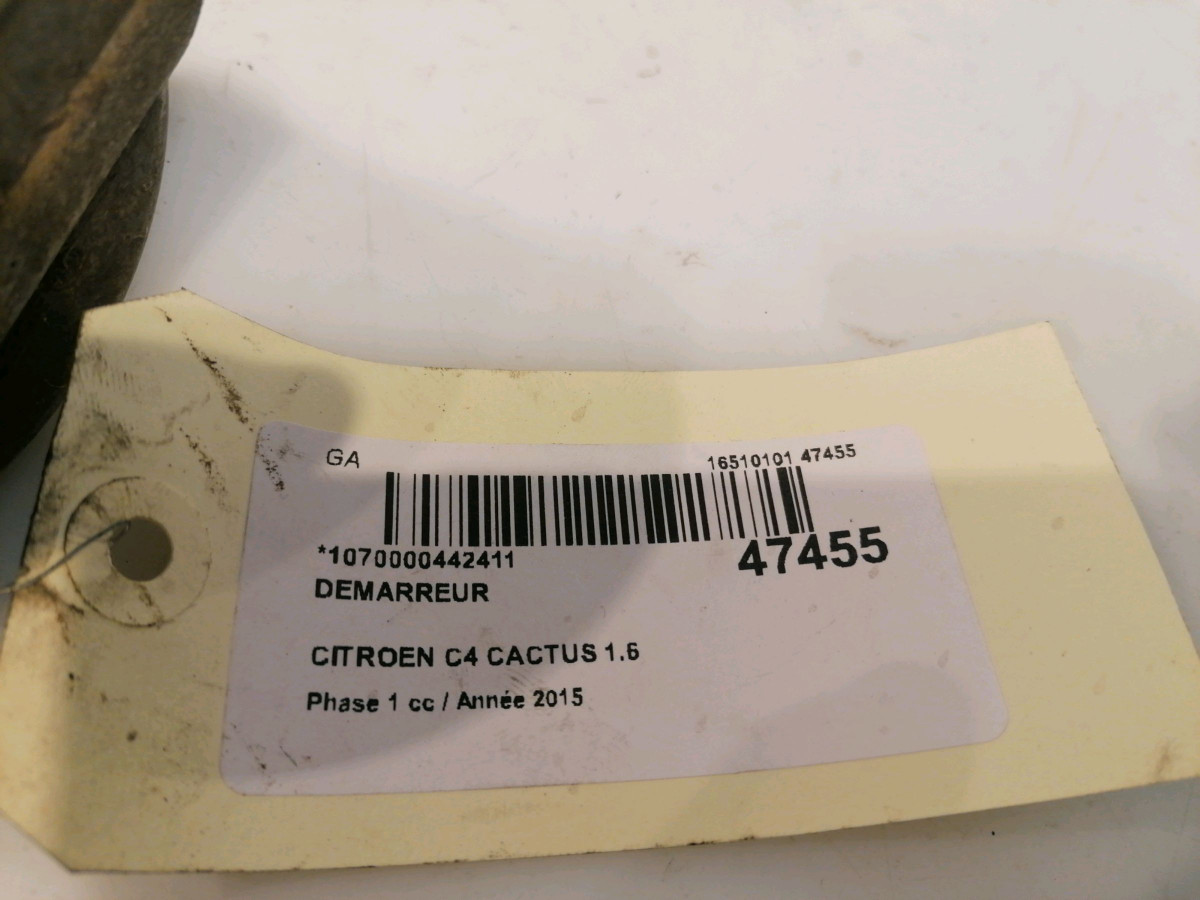 GA 16510101 47455
*1070000442411 47455
DEMARREUR
CITROEN C4 CACTUS 1.6
Phase 1 cc / Année 2015